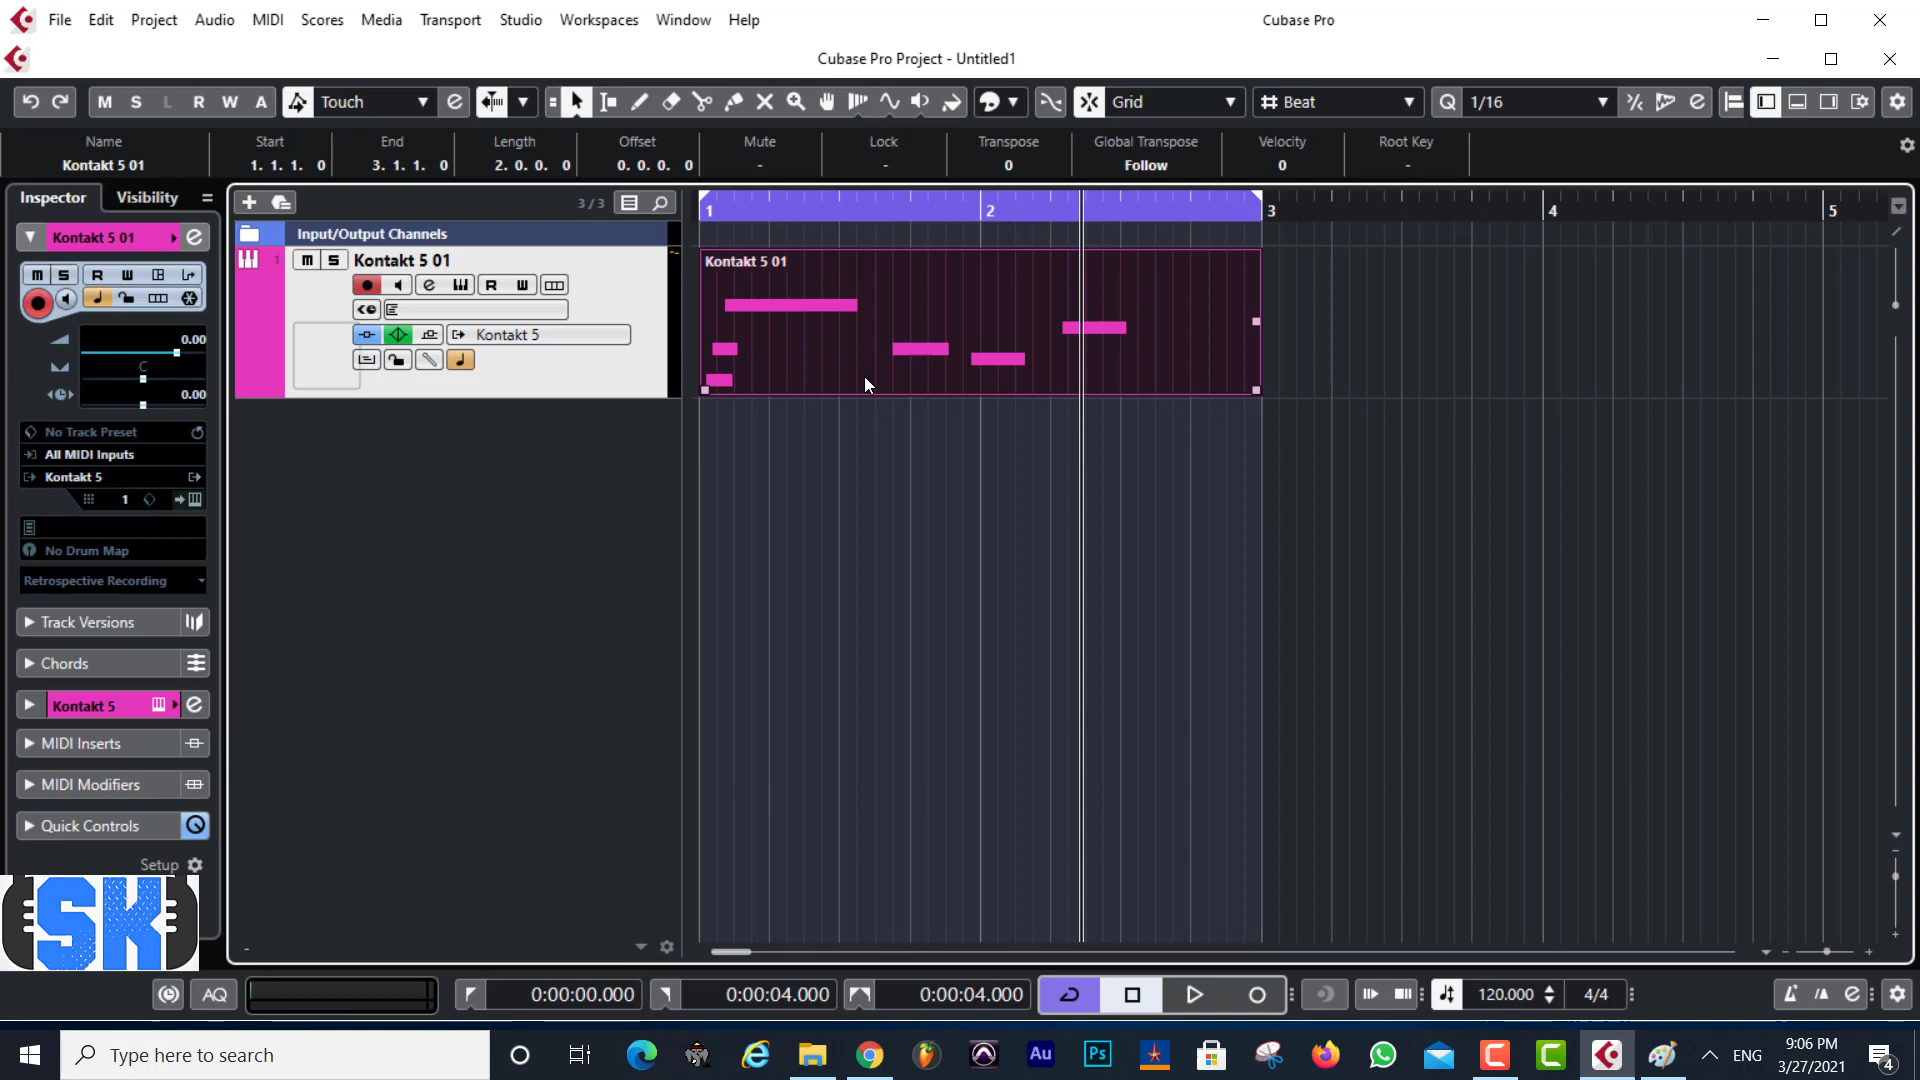 File Edit Project Audio MIDI Scores Media Transport Studio Workspaces Window Help Cubase Pro
Cubase Pro Project - Untitled1
M S L R W A Touch Grid Beat Q 1/16
Name Start End Length Offset Mute Lock Transpose Global Transpose Velocity Root Key
Kontakt 5 01 1. 1. 1. 0 3. 1. 1. 0 2. 0. 0. 0 0. 0. 0. 0 - - 0 Follow 0 -
Inspector Visibility 3 / 3 1 2 3 4 5
Kontakt 5 01
m S R W
0.00
C
0.00
No Track Preset
All MIDI Inputs
Kontakt 5
1
No Drum Map
Retrospective Recording
Track Versions
Chords
Kontakt 5
MIDI Inserts
MIDI Modifiers
Quick Controls
Setup
SK
Input/Output Channels
1 m S Kontakt 5 01
R W
Kontakt 5
Kontakt 5 01
AQ 0:00:00.000 0:00:04.000 0:00:04.000 120.000 4/4
Type here to search Au Ps ENG 9:06 PM
3/27/2021
4